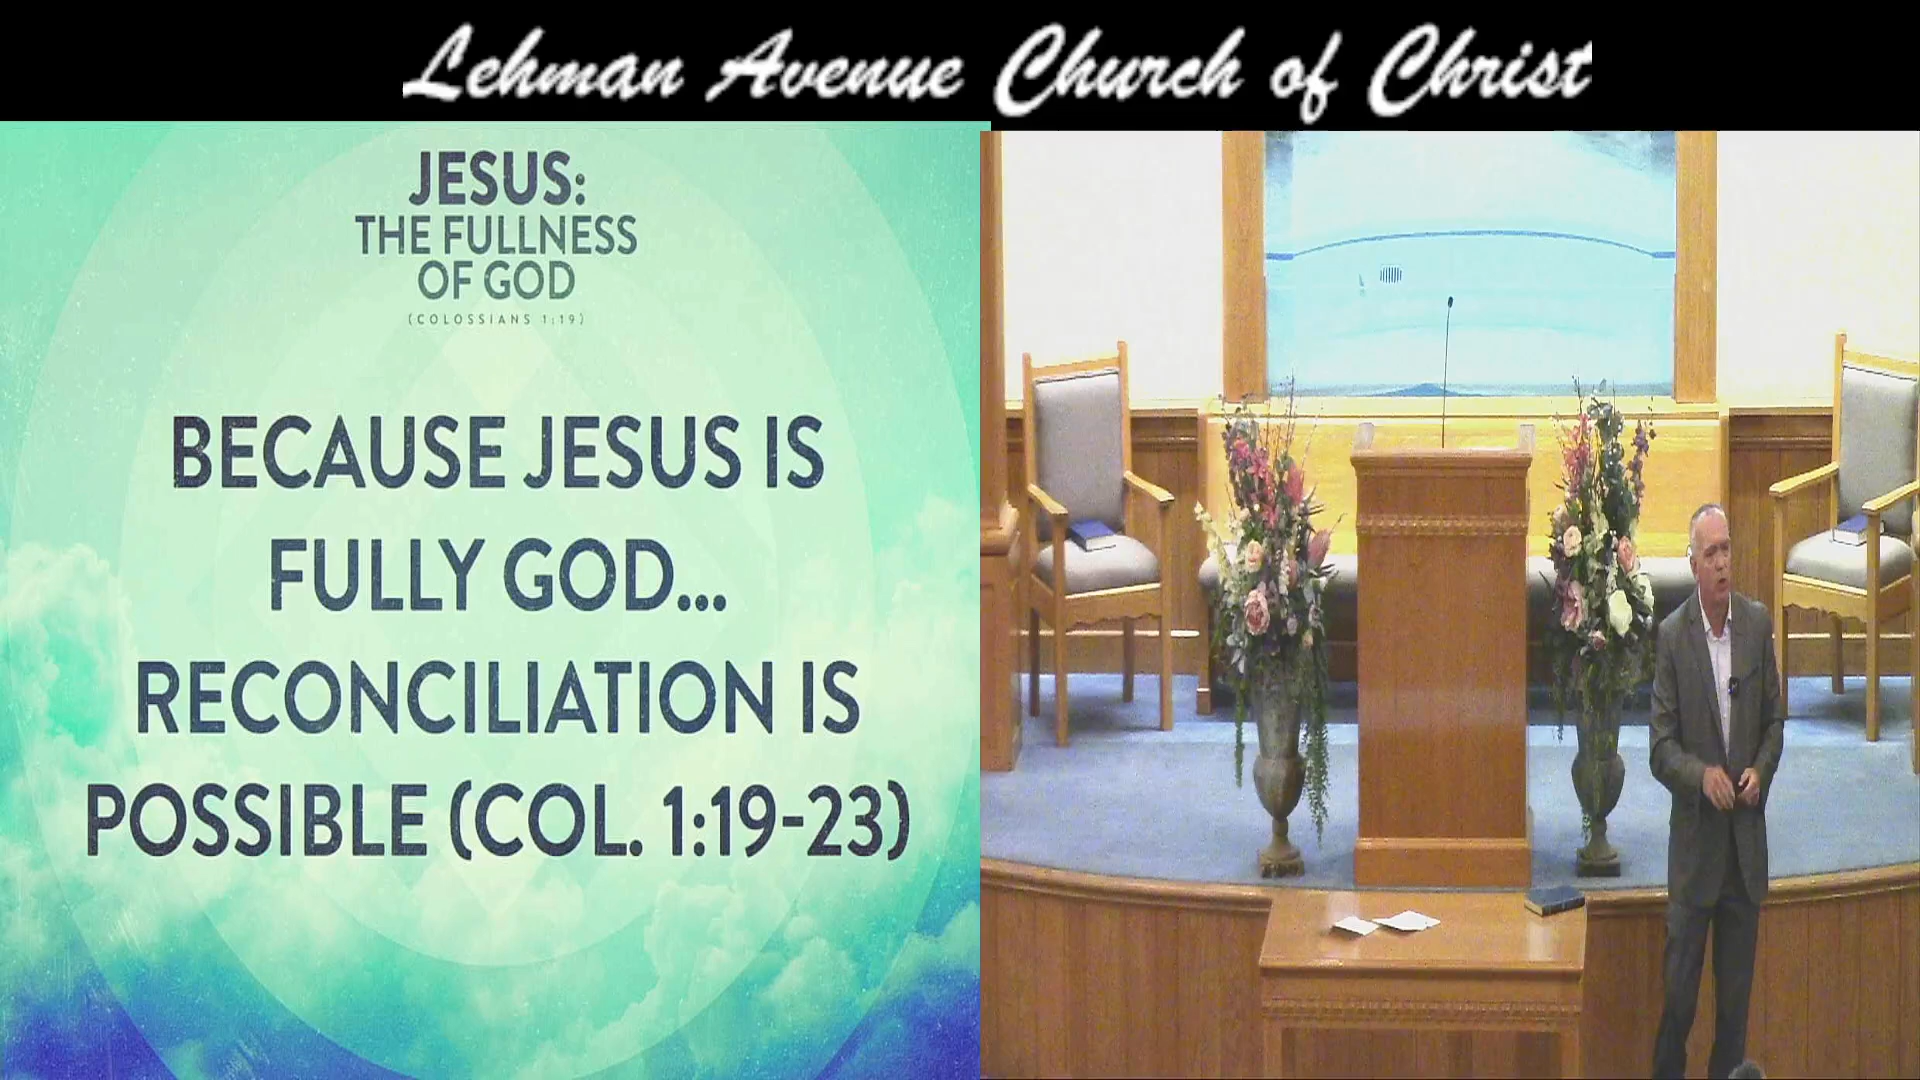 Lehman Avenue Church of Christ
JESUS:
THE FULLNESS
OF GOD
(COLOSSIANS 1:19)
BECAUSE JESUS IS
FULLY GOD...
RECONCILIATION IS
POSSIBLE (COL. 1:19-23)